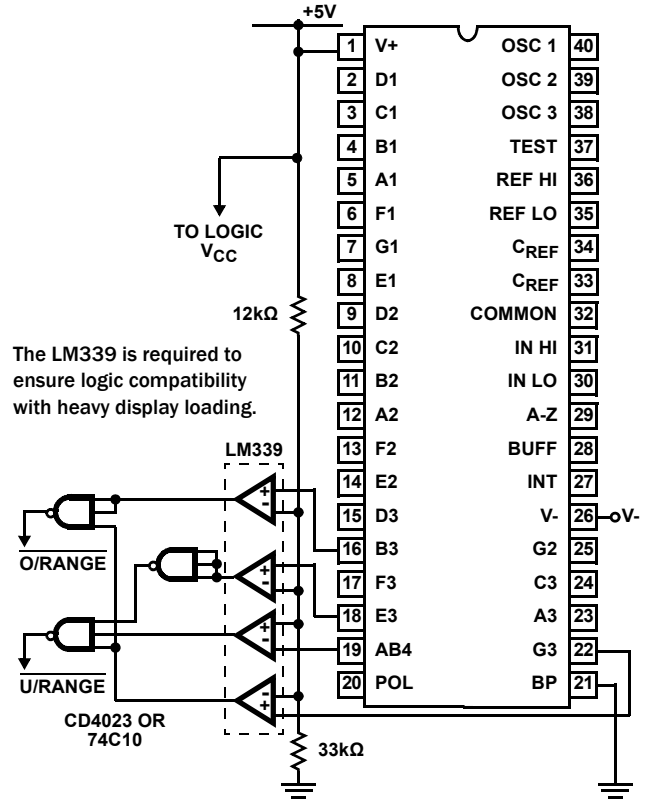 +5V
1 V+ OSC 1 40
2 D1 OSC 2 39
3 C1 OSC 3 38
4 B1 TEST 37
5 A1 REF HI 36
6 F1 REF LO 35
7 G1 CREF 34
8 E1 CREF 33
9 D2 COMMON 32
10 C2 IN HI 31
11 B2 IN LO 30
12 A2 A-Z 29
13 F2 BUFF 28
14 E2 INT 27
15 D3 V- 26 V-
16 B3 G2 25
17 F3 C3 24
18 E3 A3 23
19 AB4 G3 22
20 POL BP 21
TO LOGIC
VCC
12kΩ
The LM339 is required to
ensure logic compatibility
with heavy display loading.
LM339
+
-
+
-
+
-
-
+
O/RANGE
U/RANGE
CD4023 OR
74C10
33kΩ